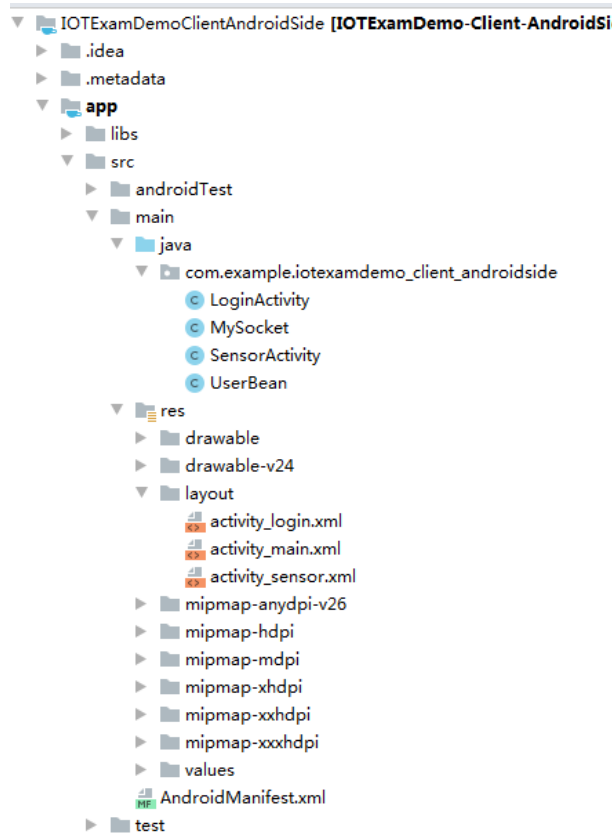 IOTExamDemoClientAndroidSide [IOTExamDemo-Client-AndroidSi
.idea
.metadata
app
libs
src
androidTest
main
java
com.example.iotexamdemo_client_androidside
C LoginActivity
C MySocket
C SensorActivity
C UserBean
res
drawable
drawable-v24
layout
activity_login.xml
activity_main.xml
activity_sensor.xml
mipmap-anydpi-v26
mipmap-hdpi
mipmap-mdpi
mipmap-xhdpi
mipmap-xxhdpi
mipmap-xxxhdpi
values
MF AndroidManifest.xml
test